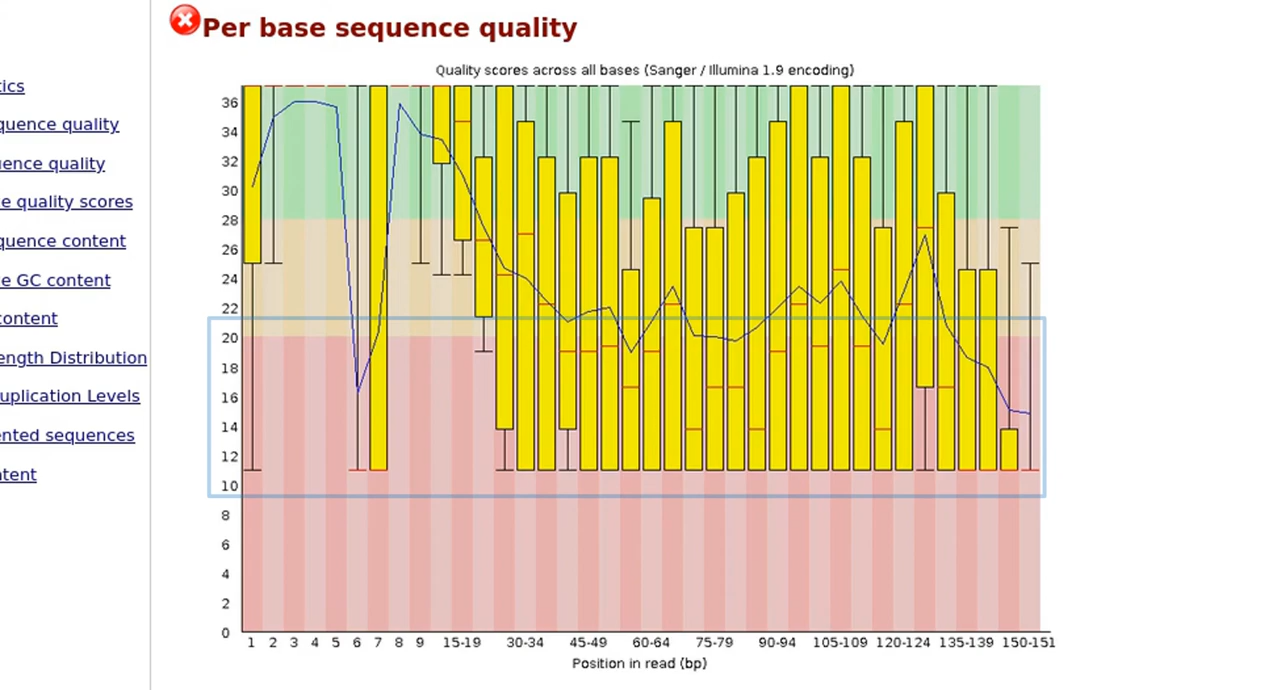 Per base sequence quality
Quality scores across all bases (Sanger / Illumina 1.9 encoding)
tics
quence quality
uence quality
e quality scores
quence content
e GC content
content
ength Distribution
uplication Levels
ented sequences
tent
36
34
32
30
28
26
24
22
20
18
16
14
12
10
8
6
4
2
0
1 2 3 4 5 6 7 8 9 15-19 30-34 45-49 60-64 75-79 90-94 105-109 120-124 135-139 150-151
Position in read (bp)